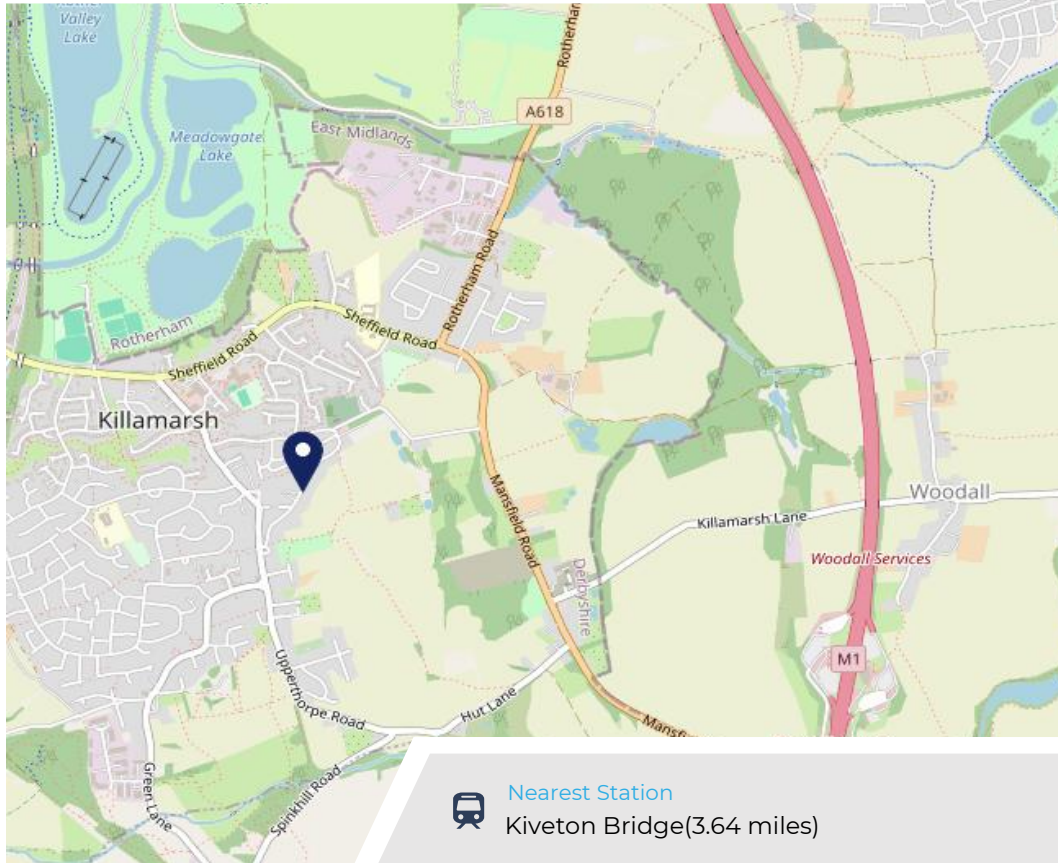 Valley
Lake
Meadowgate
Lake
East Midlands
A618
Rotherham Road
Sheffield Road
Rotherham
Sheffield Road
Killamarsh
Mansfield Road
Killamarsh Lane
Woodall
Woodall Services
Derbyshire
M1
Upperthorpe Road
Hut Lane
Green Lane
Spinkhill Road
Nearest Station
Kiveton Bridge(3.64 miles)